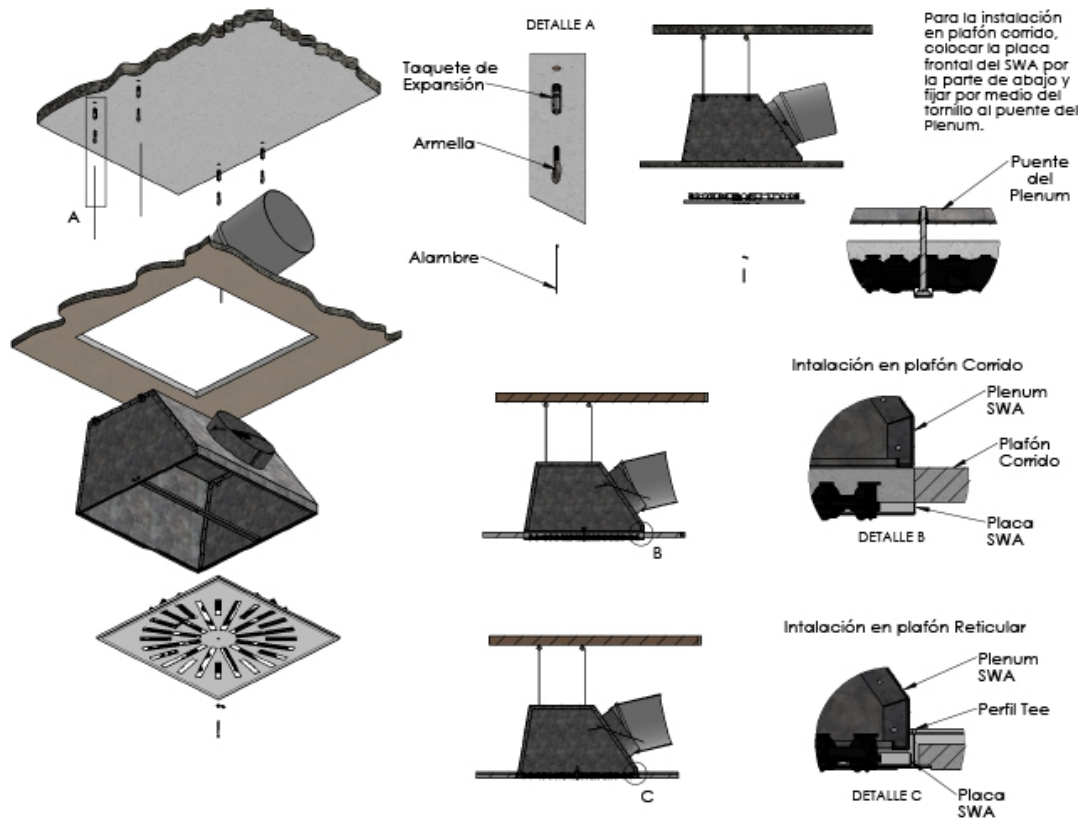 DETALLE A
Taquete de
Expansión
Armella
Alambre
A
Para la instalación
en plafón corrido,
colocar la placa
frontal del SWA por
la parte de abajo y
fijar por medio del
tornillo al puente del
Plenum.
Puente
del
Plenum
B
Intalación en plafón Corrido
Plenum
SWA
Plafón
Corrido
Placa
SWA
DETALLE B
C
Intalación en plafón Reticular
Plenum
SWA
Perfil Tee
Placa
SWA
DETALLE C